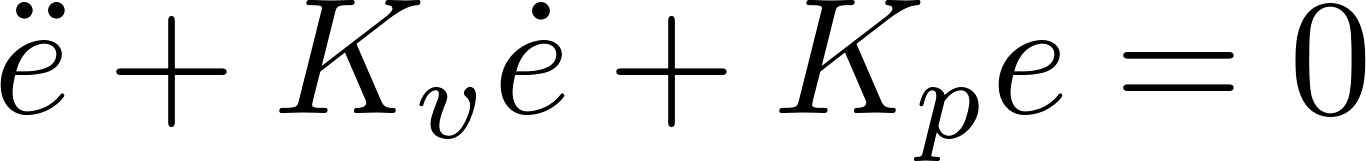 ë + K_v ė + K_p e = 0